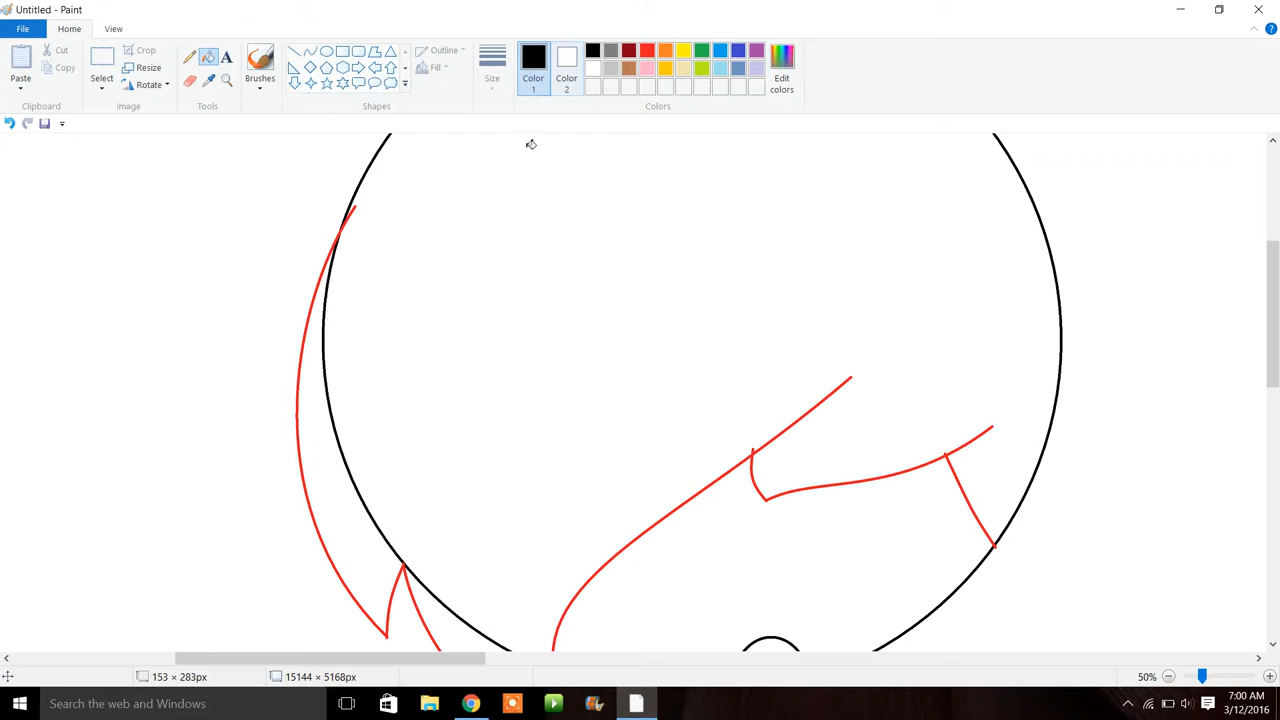 Untitled - Paint
File Home View
Paste
Cut
Copy
Clipboard
Select
Crop
Resize
Rotate
Image
A
Tools
Brushes
Outline
Fill
Shapes
Size
Color 1
Color 2
Edit colors
Colors
153 × 283px
15144 × 5168px
50%
Search the web and Windows
7:00 AM
3/12/2016